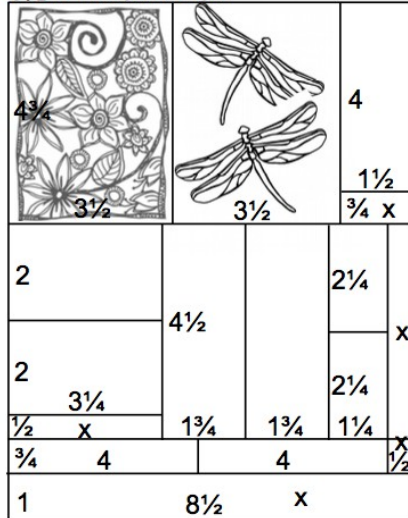 4
4¾
1½
3½ 3½ ¾ x
2 2¼
4½
x
2 2¼
3¼
½ x 1¾ 1¾ 1¼
x
¾ 4 4 ½
1 8½ x